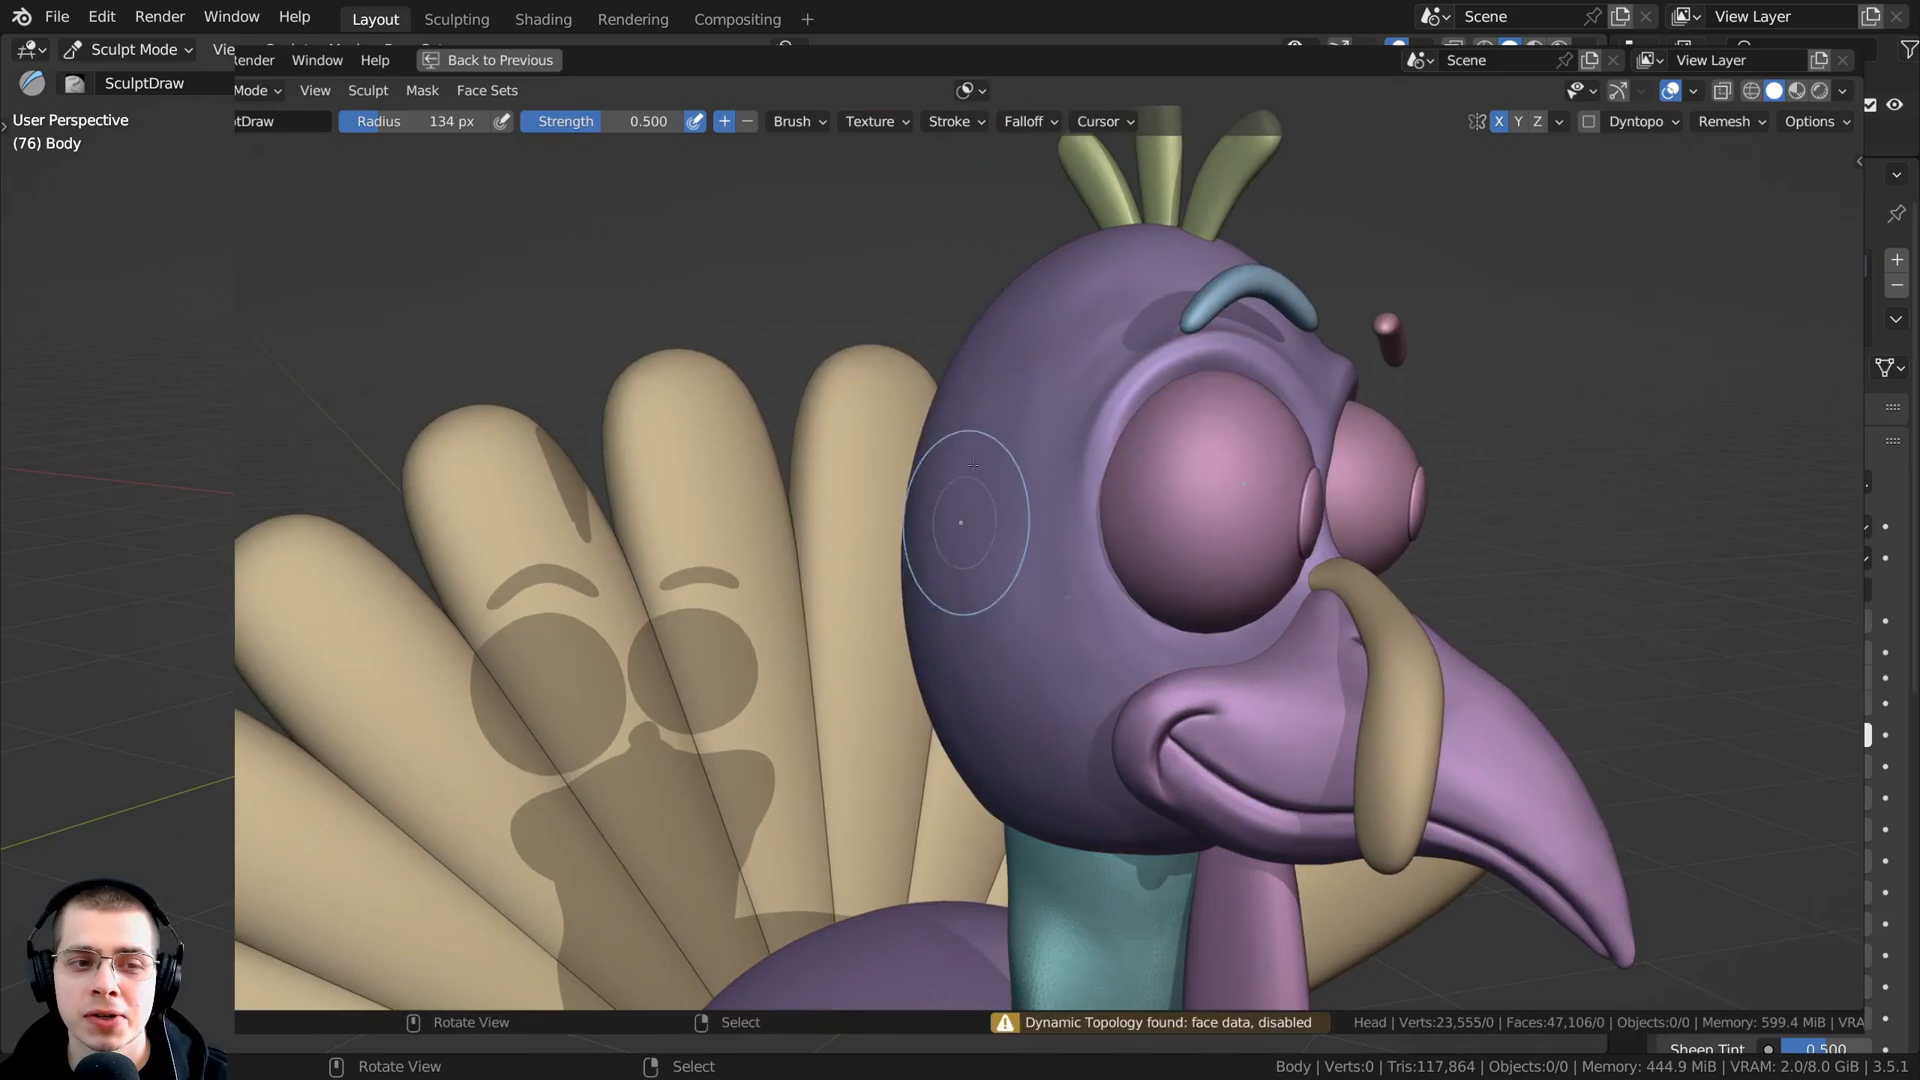 File Edit Render Window Help Layout Sculpting Shading Rendering Compositing + Scene View Layer
Sculpt Mode Vie
ender Window Help Back to Previous Scene View Layer
SculptDraw
Mode View Sculpt Mask Face Sets
User Perspective
(76) Body
ptDraw Radius 134 px Strength 0.500 + − Brush Texture Stroke Falloff Cursor X Y Z Dyntopo Remesh Options
Rotate View Select Dynamic Topology found: face data, disabled Head | Verts:23,555/0 | Faces:47,106/0 | Objects:0/0 | Memory: 599.4 MiB | VRA
Sheen Tint 0.500
Rotate View Select Body | Verts:0 | Tris:117,864 | Objects:0/0 | Memory: 444.9 MiB | VRAM: 2.0/8.0 GiB | 3.5.1